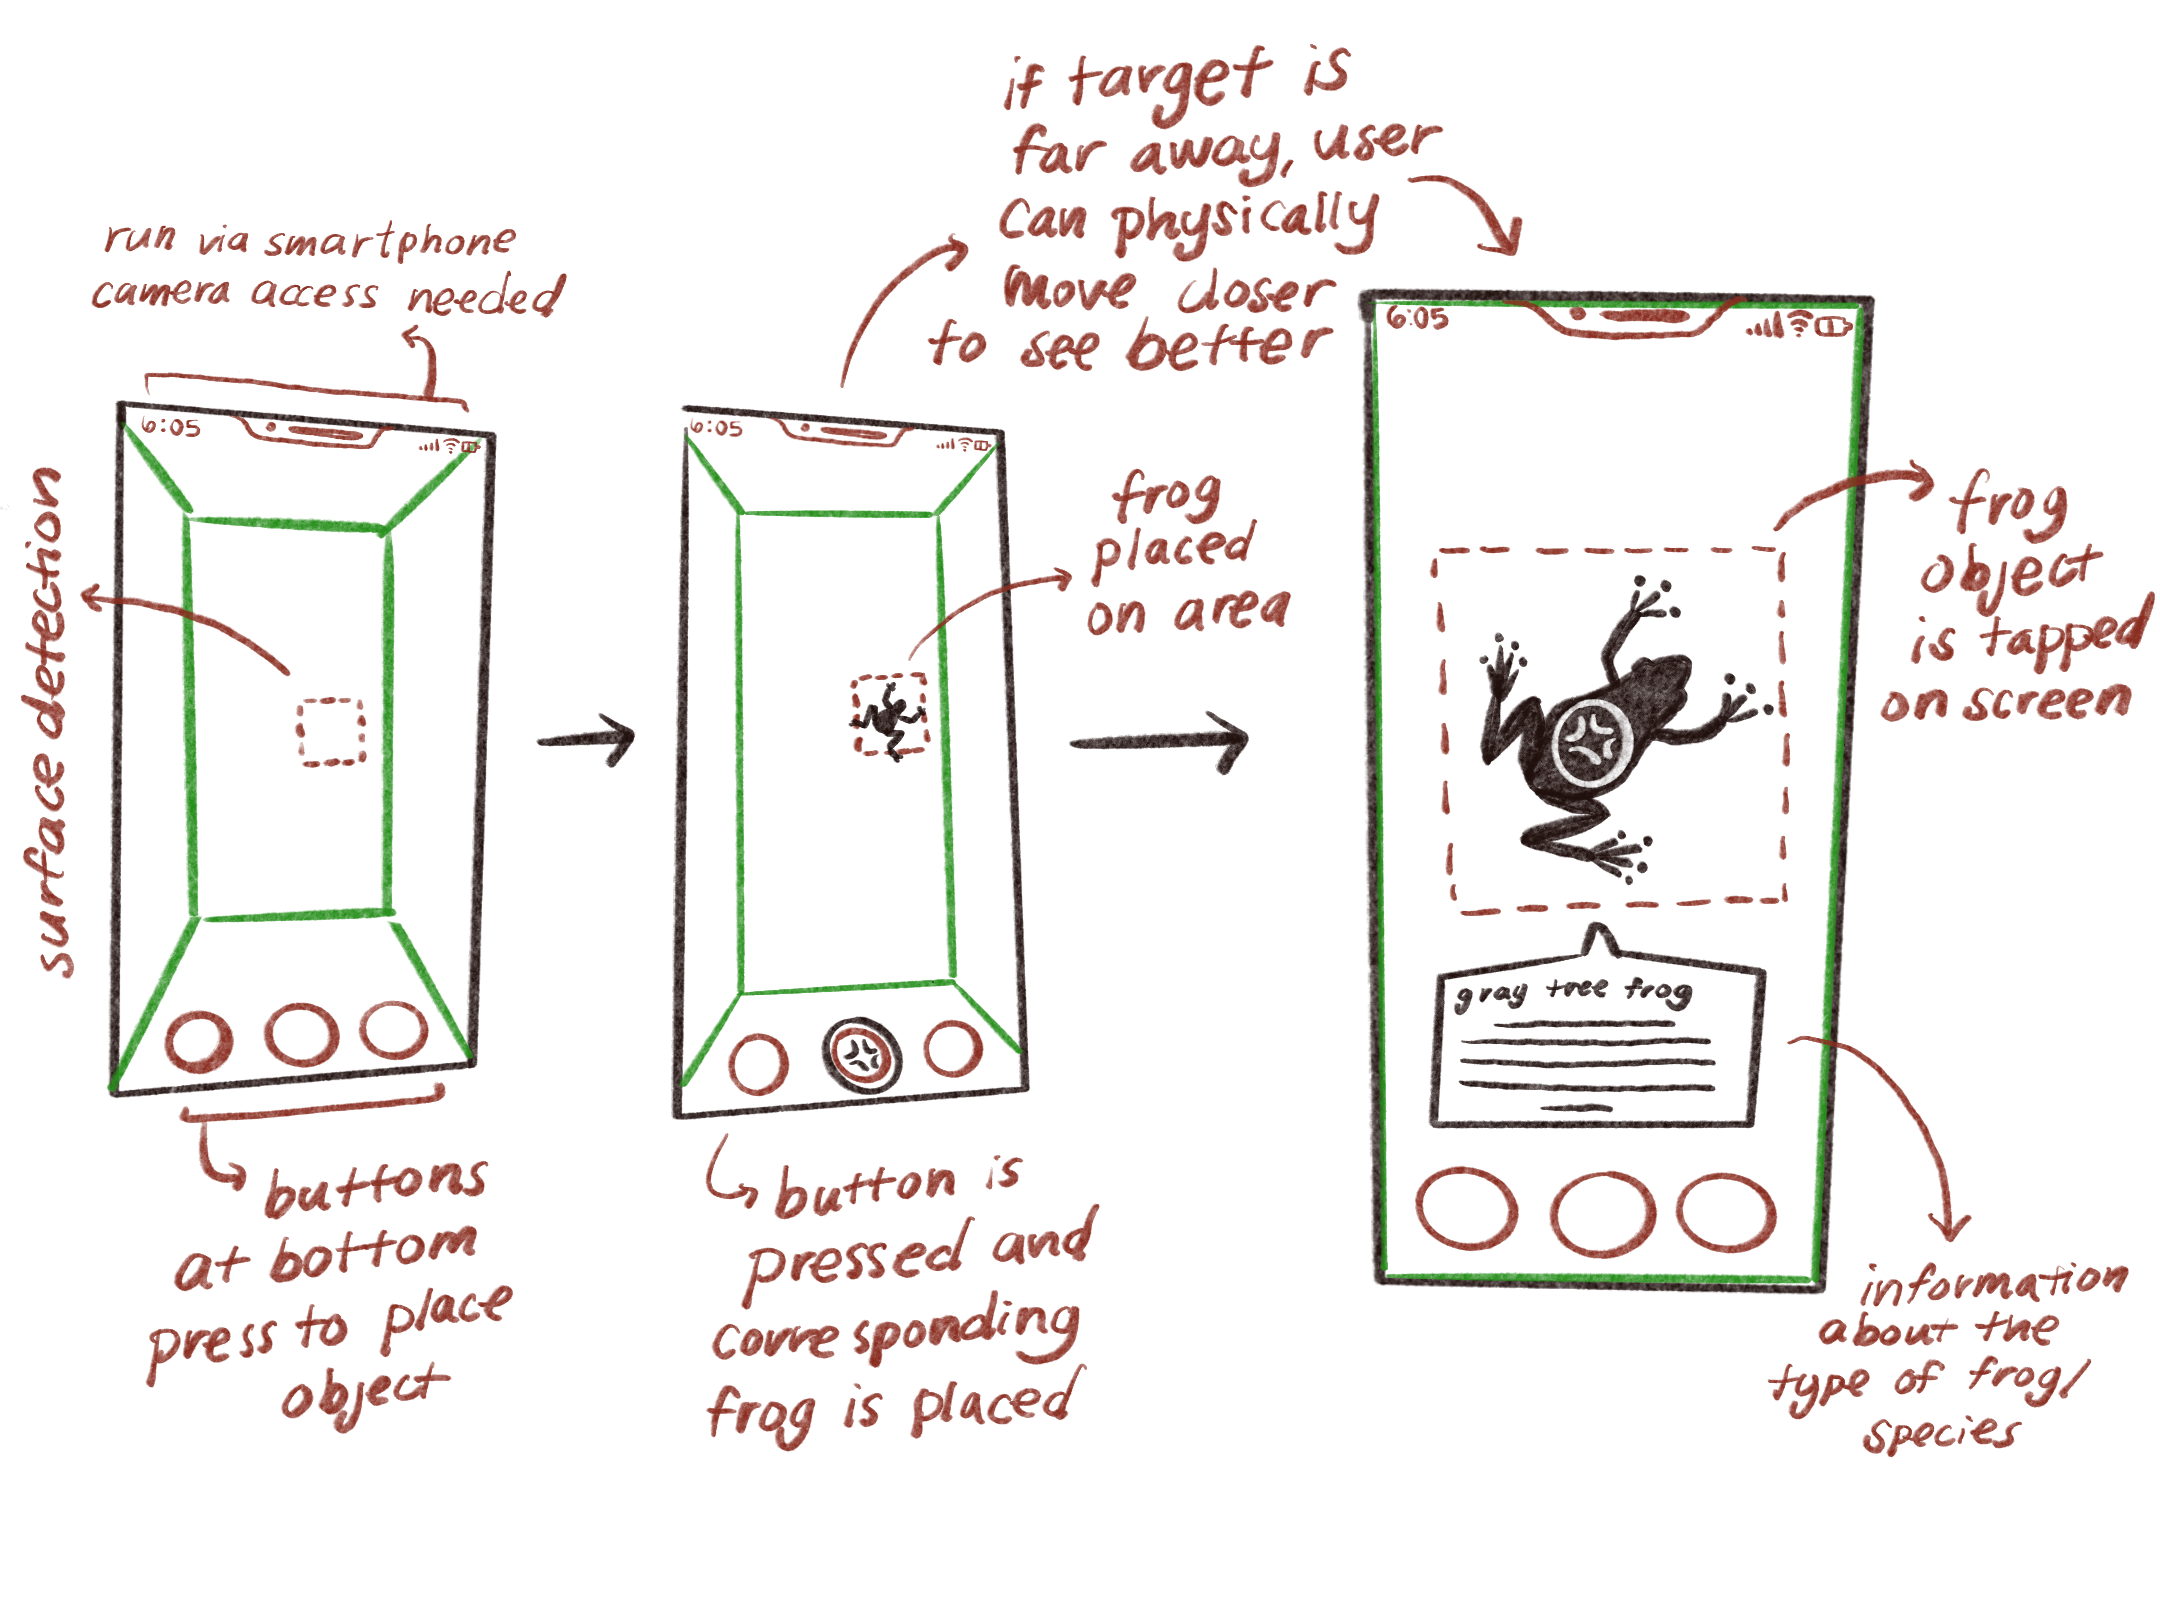 run via smartphone
camera access needed
6:05
surface detection
buttons
at bottom
press to place
object
if target is
far away, user
can physically
move closer
to see better
6:05
frog
placed
on area
button is
pressed and
corresponding
frog is placed
6:05
frog
object
is tapped
on screen
gray tree frog
information
about the
type of frog/
species